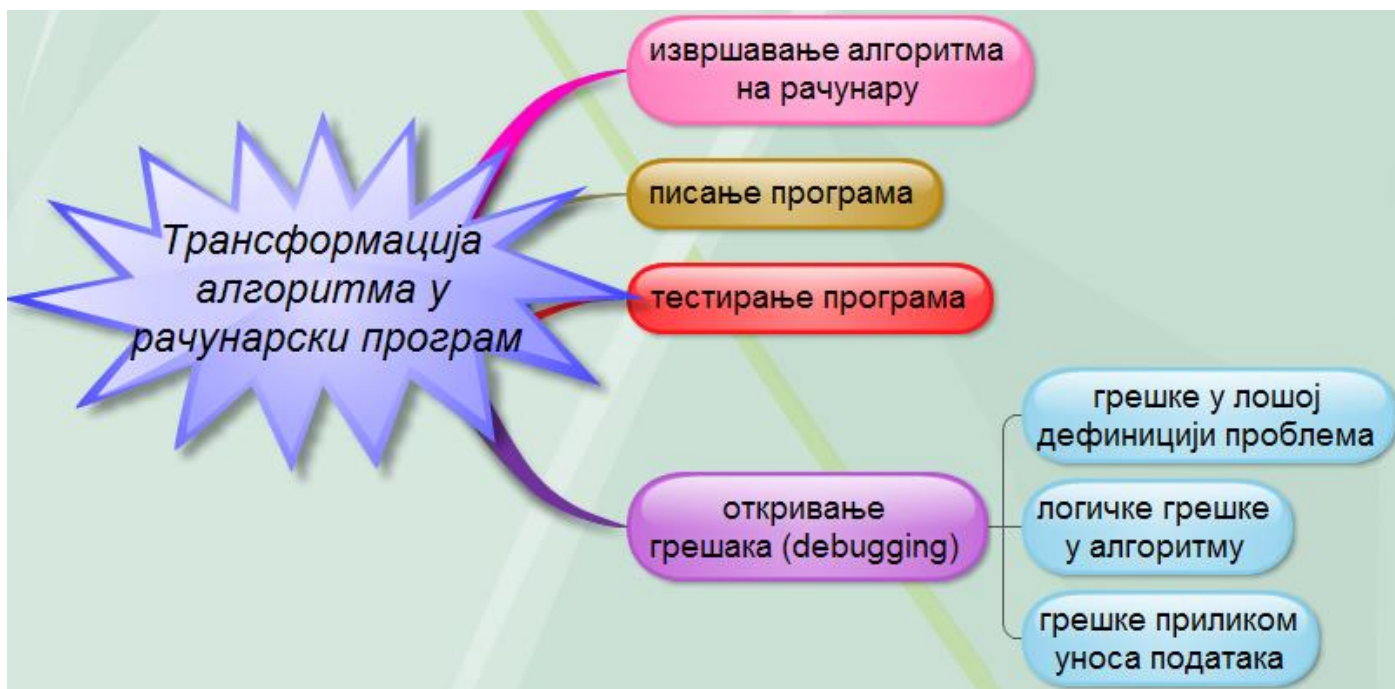 извршавање алгоритма
на рачунару
писање програма
Трансформација
алгоритма у
рачунарски програм
тестирање програма
откривање
грешака (debugging)
грешке у лошој
дефиницији проблема
логичке грешке
у алгоритму
грешке приликом
уноса података